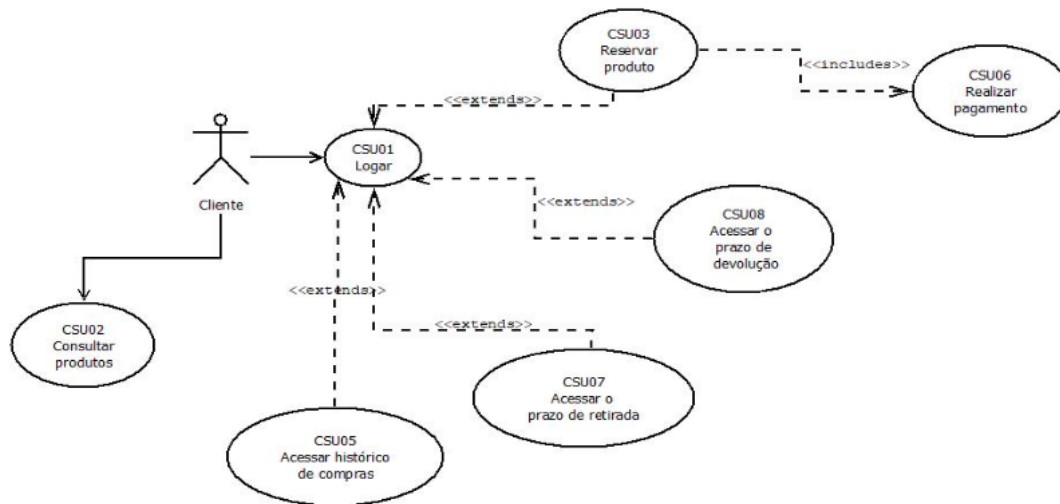 CSU03
Reservar
produto
<<includes>>
CSU06
Realizar
pagamento
<<extends>>
CSU01
Logar
Cliente
<<extends>>
CSU08
Acessar o
prazo de
devolução
<<extends>>
<<extends>>
CSU02
Consultar
produtos
CSU07
Acessar o
prazo de retirada
CSU05
Acessar histórico
de compras